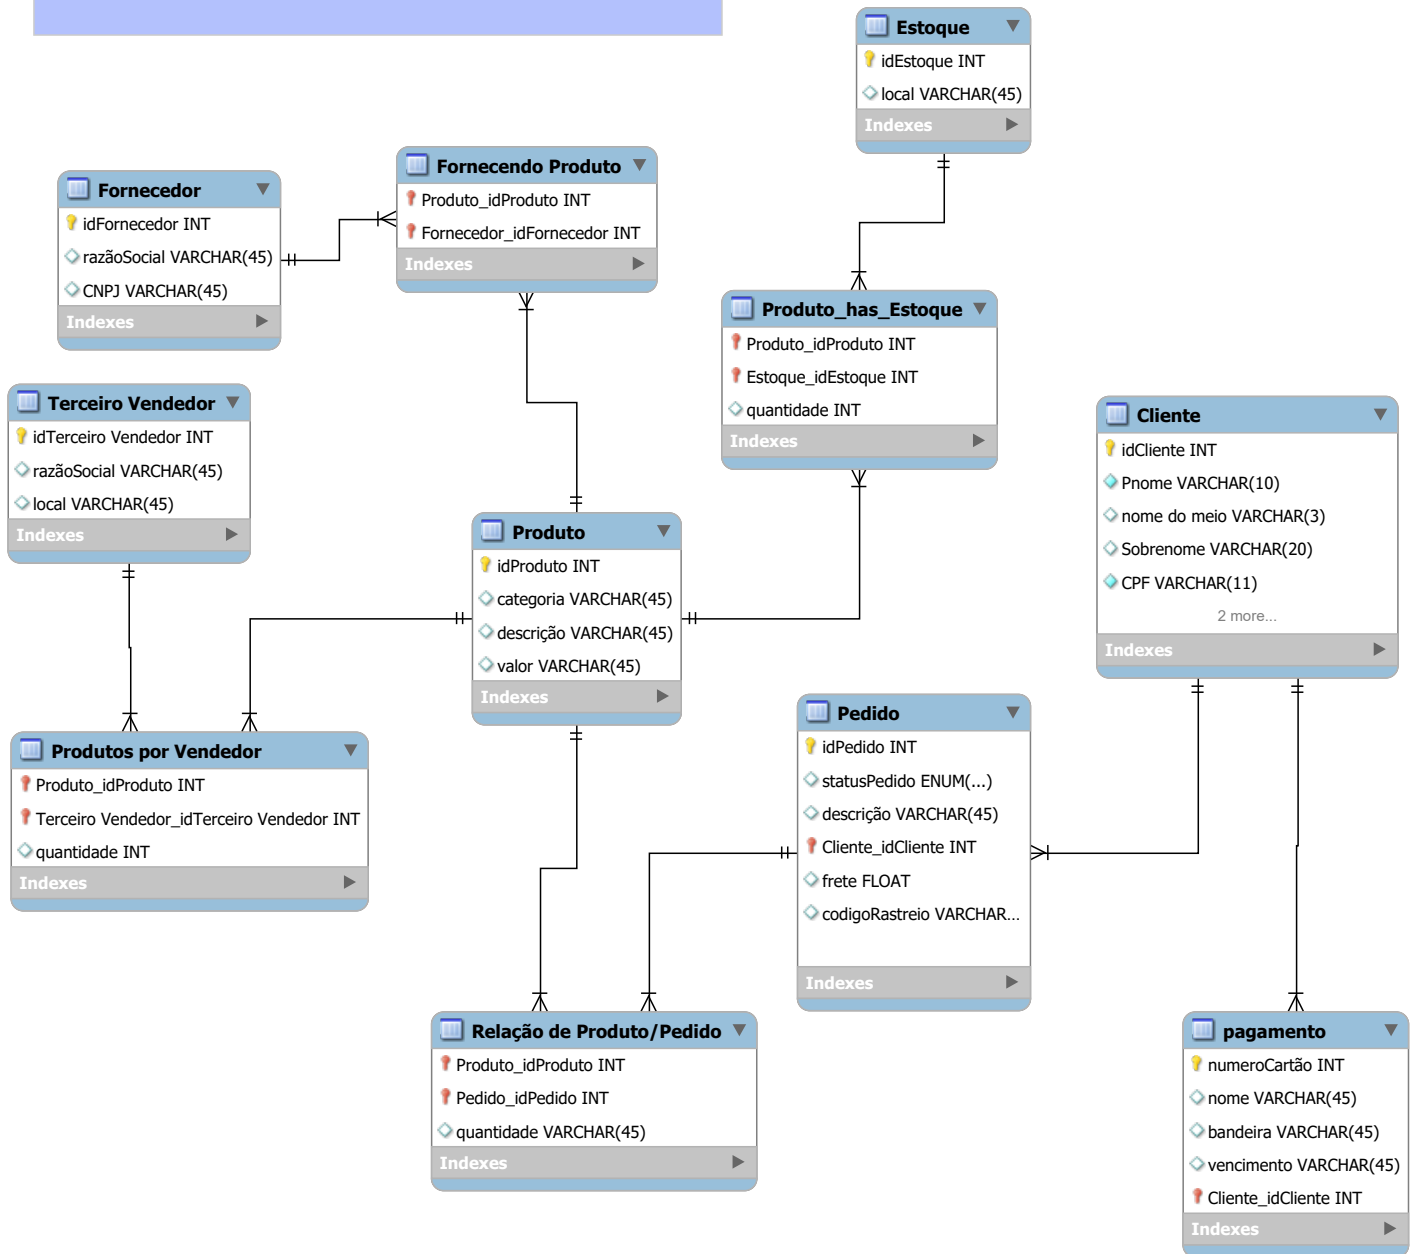 Estoque
idEstoque INT
local VARCHAR(45)
Indexes
Fornecendo Produto
Produto_idProduto INT
Fornecedor_idFornecedor INT
Indexes
Fornecedor
idFornecedor INT
razãoSocial VARCHAR(45)
CNPJ VARCHAR(45)
Indexes
Produto_has_Estoque
Produto_idProduto INT
Estoque_idEstoque INT
quantidade INT
Indexes
Terceiro Vendedor
idTerceiro Vendedor INT
razãoSocial VARCHAR(45)
local VARCHAR(45)
Indexes
Cliente
idCliente INT
Pnome VARCHAR(10)
nome do meio VARCHAR(3)
Sobrenome VARCHAR(20)
CPF VARCHAR(11)
2 more...
Indexes
Produto
idProduto INT
categoria VARCHAR(45)
descrição VARCHAR(45)
valor VARCHAR(45)
Indexes
Produtos por Vendedor
Produto_idProduto INT
Terceiro Vendedor_idTerceiro Vendedor INT
quantidade INT
Indexes
Pedido
idPedido INT
statusPedido ENUM(...)
descrição VARCHAR(45)
Cliente_idCliente INT
frete FLOAT
codigoRastreio VARCHAR...
Indexes
Relação de Produto/Pedido
Produto_idProduto INT
Pedido_idPedido INT
quantidade VARCHAR(45)
Indexes
pagamento
numeroCartão INT
nome VARCHAR(45)
bandeira VARCHAR(45)
vencimento VARCHAR(45)
Cliente_idCliente INT
Indexes